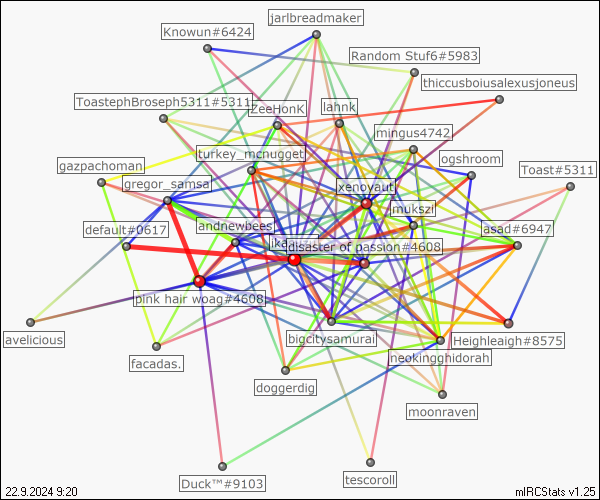 jarlbreadmaker
Knowun#6424
Random Stuf6#5983
thiccusboiusalexusjoneus
ToastephBroseph5311#5311
ZeeHonK
lahnk
mingus4742
turkey_mcnugget
ogshroom
gazpachoman
Toast#5311
gregor_samsa
xenoyaut
mukszi
default#0617
andnewbees
asad#6947
disaster of passion#4608
pink hair woag#4608
avelicious
bigcitysamurai
Heighleaigh#8575
neokingghidorah
facadas.
doggerdig
moonraven
Duck™#9103
tescoroll
22.9.2024 9:20
mIRCStats v1.25